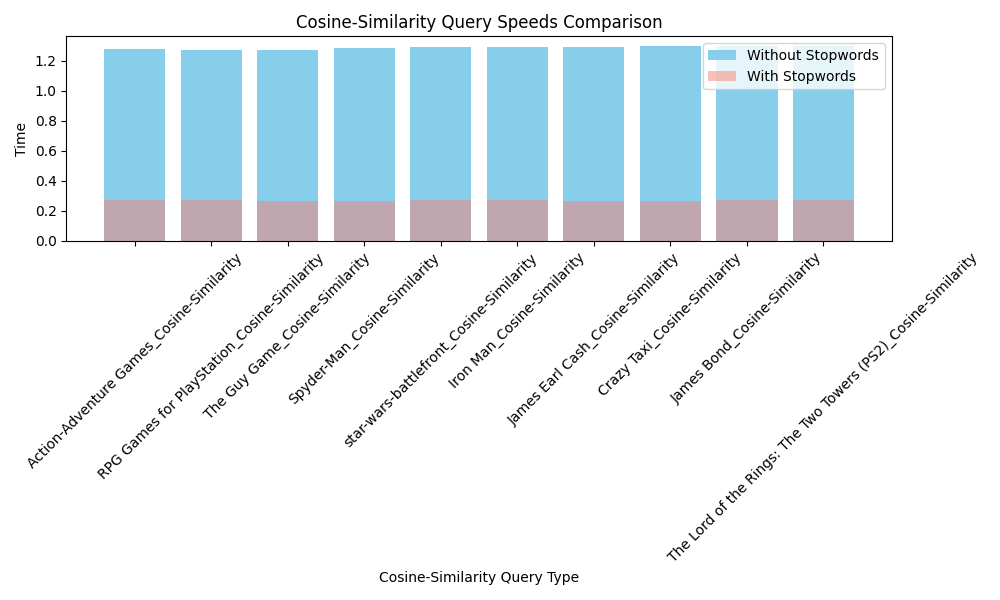 Cosine-Similarity Query Speeds Comparison
Without Stopwords
With Stopwords
Time
1.2
1.0
0.8
0.6
0.4
0.2
0.0
Action-Adventure Games_Cosine-Similarity
RPG Games for PlayStation_Cosine-Similarity
The Guy Game_Cosine-Similarity
Spyder-Man_Cosine-Similarity
star-wars-battlefront_Cosine-Similarity
Iron Man_Cosine-Similarity
James Earl Cash_Cosine-Similarity
Crazy Taxi_Cosine-Similarity
James Bond_Cosine-Similarity
The Lord of the Rings: The Two Towers (PS2)_Cosine-Similarity
Cosine-Similarity Query Type